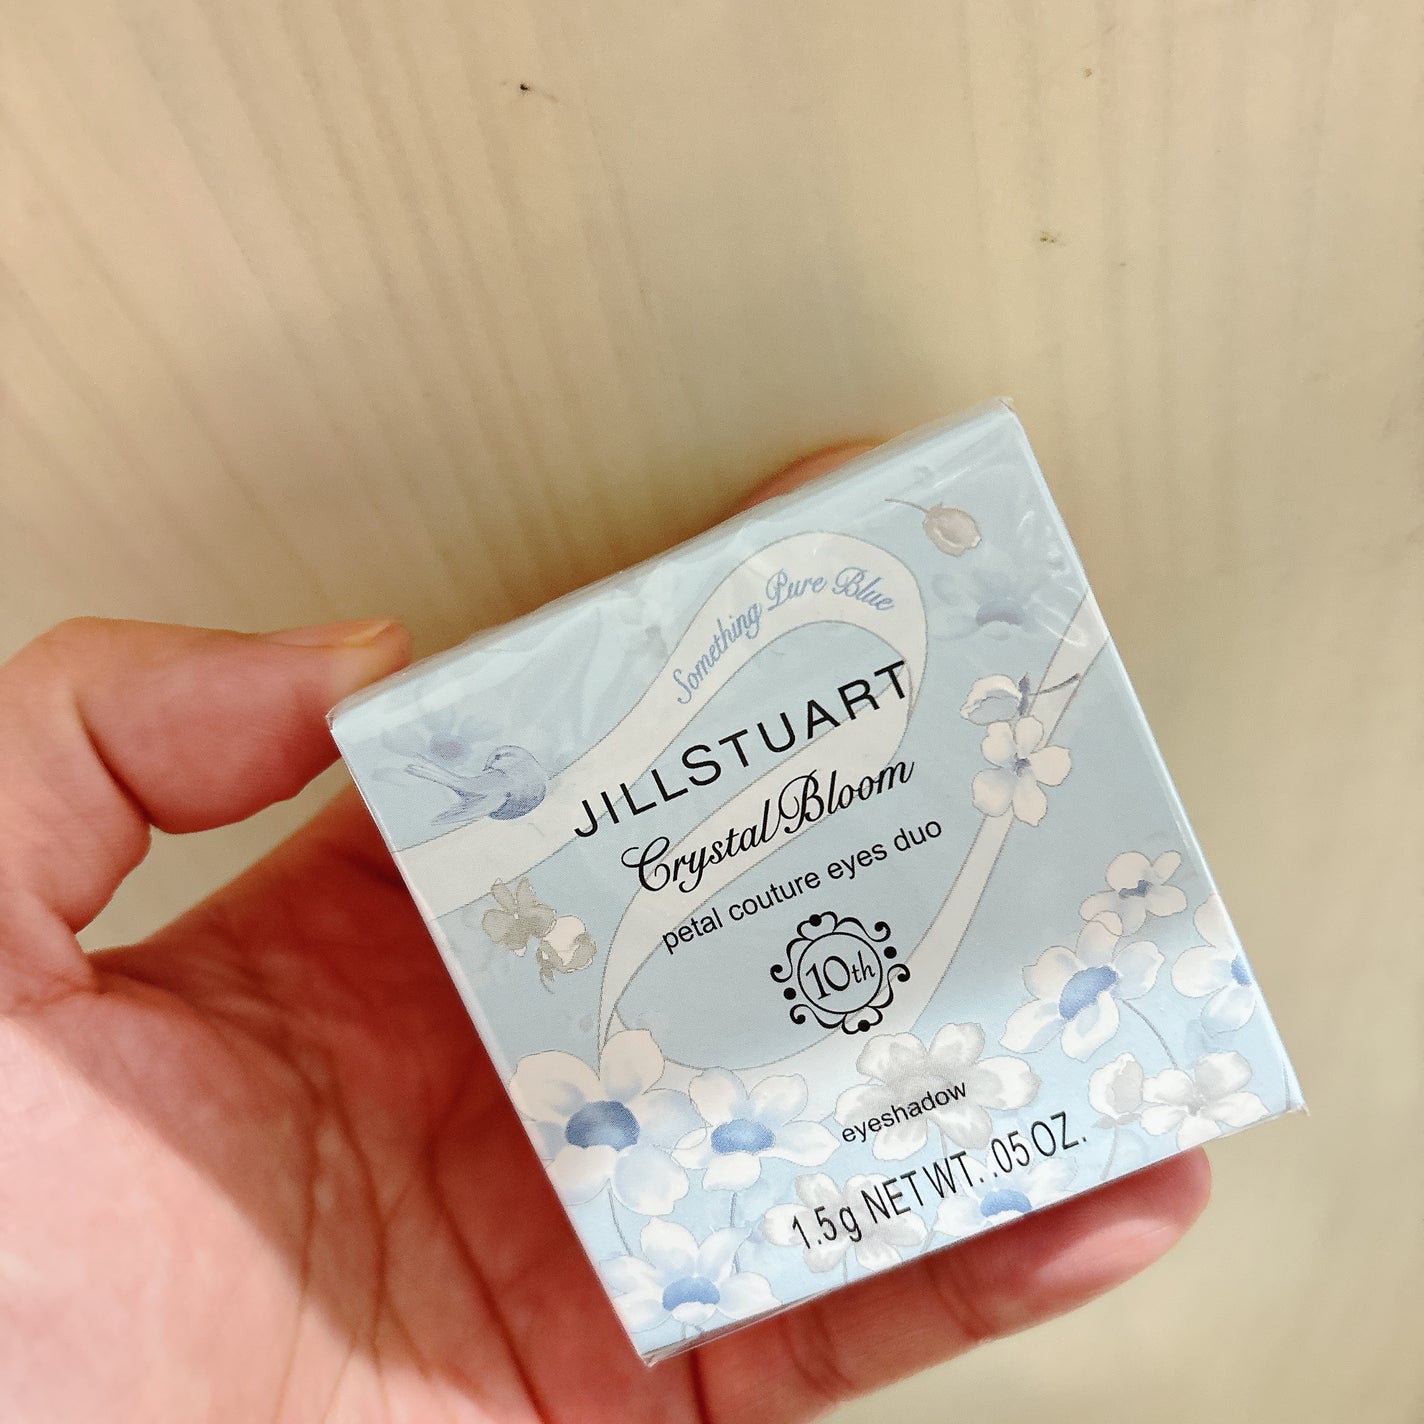 Something Pure Blue
JILLSTUART
Crystal Bloom
petal couture eyes duo
10th
eyeshadow
1.5g NET WT. .05 OZ.